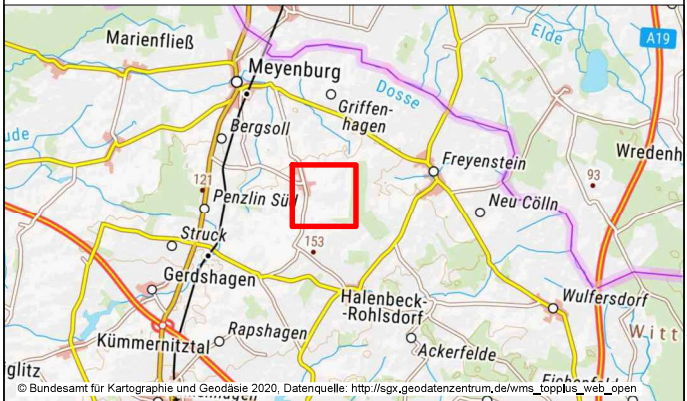 Marienfließ
Elde
A19
Meyenburg
Dosse
Griffen-
hagen
Bergsoll
Wredenh
Freyenstein
121
93
Penzlin Süd
Neu Cölln
Struck
153
Gerdshagen
Halenbeck-
-Rohlsdorf
Wulfersdorf
Rapshagen
Kümmernitztal
Witt
Ackerfelde
© Bundesamt für Kartographie und Geodäsie 2020, Datenquelle: http://sgx.geodatenzentrum.de/wms_topplus_web_open